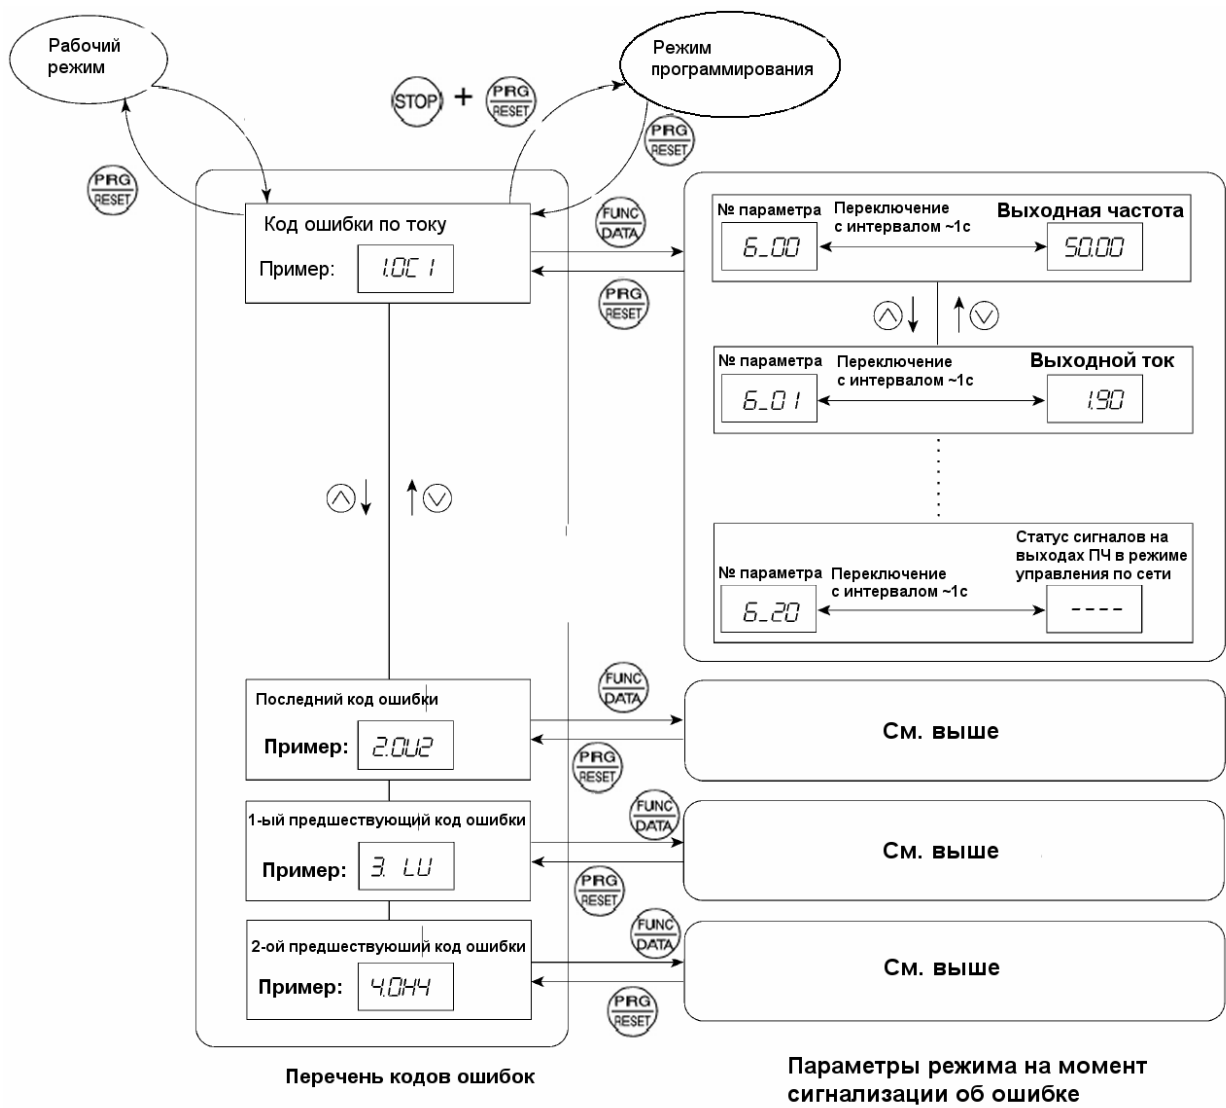 Рабочий
режим
Режим
программирования
STOP + PRG
RESET
PRG
RESET
PRG
RESET
Код ошибки по току
Пример: 1.OC1
FUNC
DATA
PRG
RESET
№ параметра Переключение Выходная частота
с интервалом ~1с
6_00 50.00
№ параметра Переключение Выходной ток
с интервалом ~1с
6_01 1.90
Статус сигналов на
выходах ПЧ в режиме
управления по сети
№ параметра Переключение
с интервалом ~1с
6_20 ----
Последний код ошибки
Пример: 2.OU2
FUNC
DATA
PRG
RESET
См. выше
1-ый предшествующий код ошибки
Пример: 3. LU
FUNC
DATA
PRG
RESET
См. выше
2-ой предшествуюший код ошибки
Пример: 4.OH4
FUNC
DATA
PRG
RESET
См. выше
Перечень кодов ошибок
Параметры режима на момент
сигнализации об ошибке